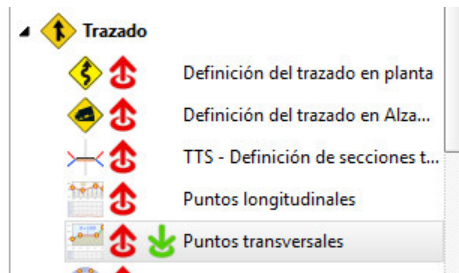 Trazado
Definición del trazado en planta
Definición del trazado en Alza...
TTS - Definición de secciones t...
Puntos longitudinales
Puntos transversales